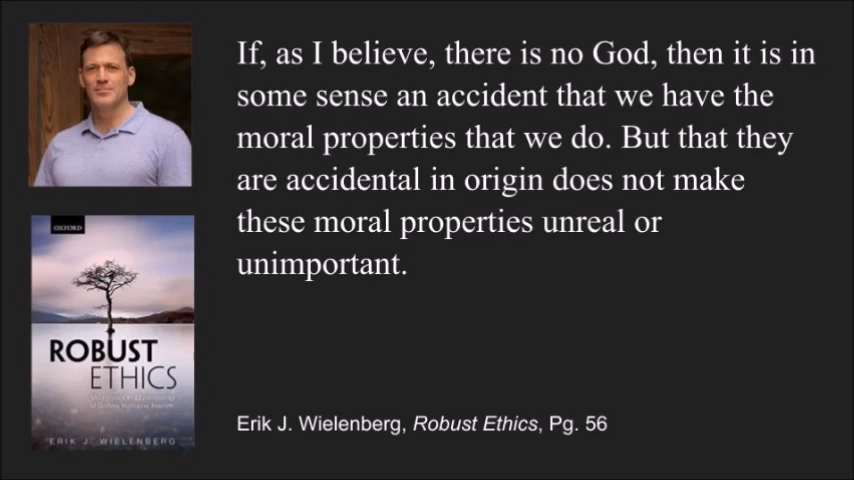 If, as I believe, there is no God, then it is in
some sense an accident that we have the
moral properties that we do. But that they
are accidental in origin does not make
these moral properties unreal or
unimportant.
OXFORD
ROBUST
ETHICS
ERIK J. WIELENBERG
Erik J. Wielenberg, Robust Ethics, Pg. 56